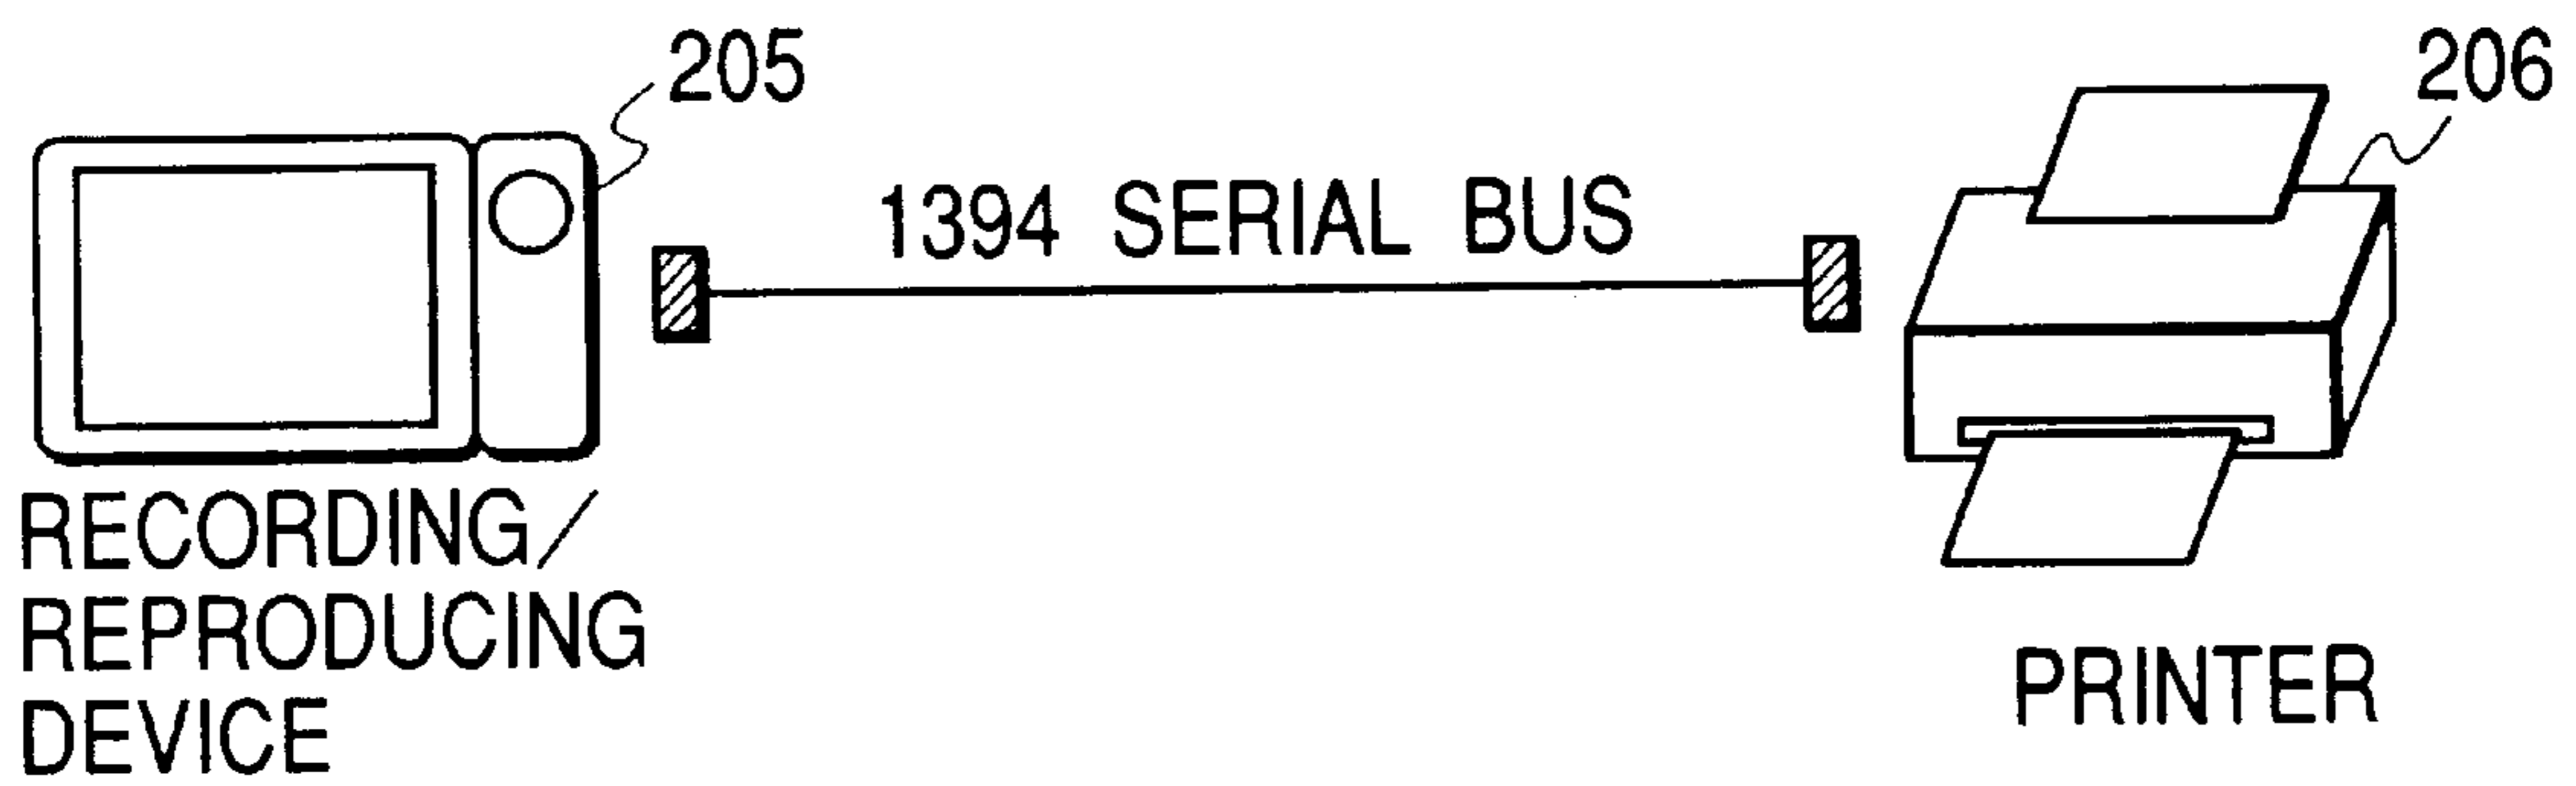 205
206
1394 SERIAL BUS
RECORDING/
REPRODUCING
DEVICE
PRINTER